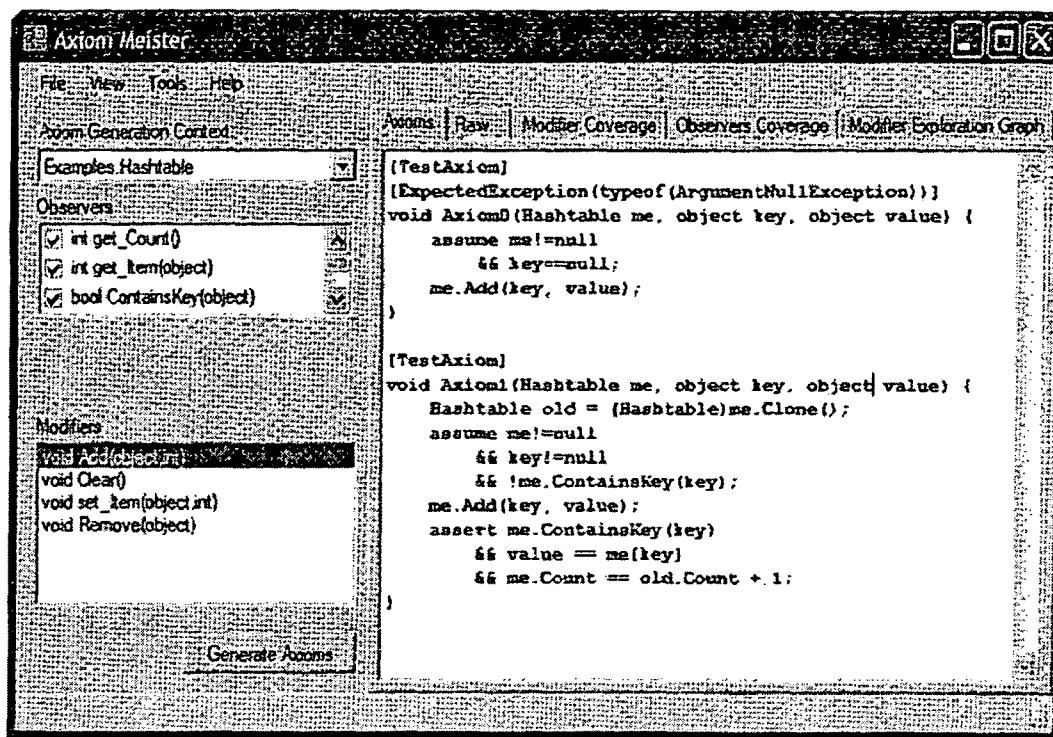 Axiom Meister
File View Tools Help
Axiom Generation Context
Examples.Hashtable
Observers
int get_Count()
int get_Item(object)
bool ContainsKey(object)
Modifiers
void Add(object,int)
void Clear()
void set_Item(object,int)
void Remove(object)
Generate Axioms
Axioms Raw Modifier Coverage Observers Coverage Modifier Exploration Graph
[TestAxiom]
[ExpectedException(typeof(ArgumentNullException))]
void Axiom0(Hashtable me, object key, object value) {
assume me!=null
&& key==null;
me.Add(key, value);
}
[TestAxiom]
void Axiom1(Hashtable me, object key, object value) {
Hashtable old = (Hashtable)me.Clone();
assume me!=null
&& key!=null
&& !me.ContainsKey(key);
me.Add(key, value);
assert me.ContainsKey(key)
&& value == me[key]
&& me.Count == old.Count + 1;
}